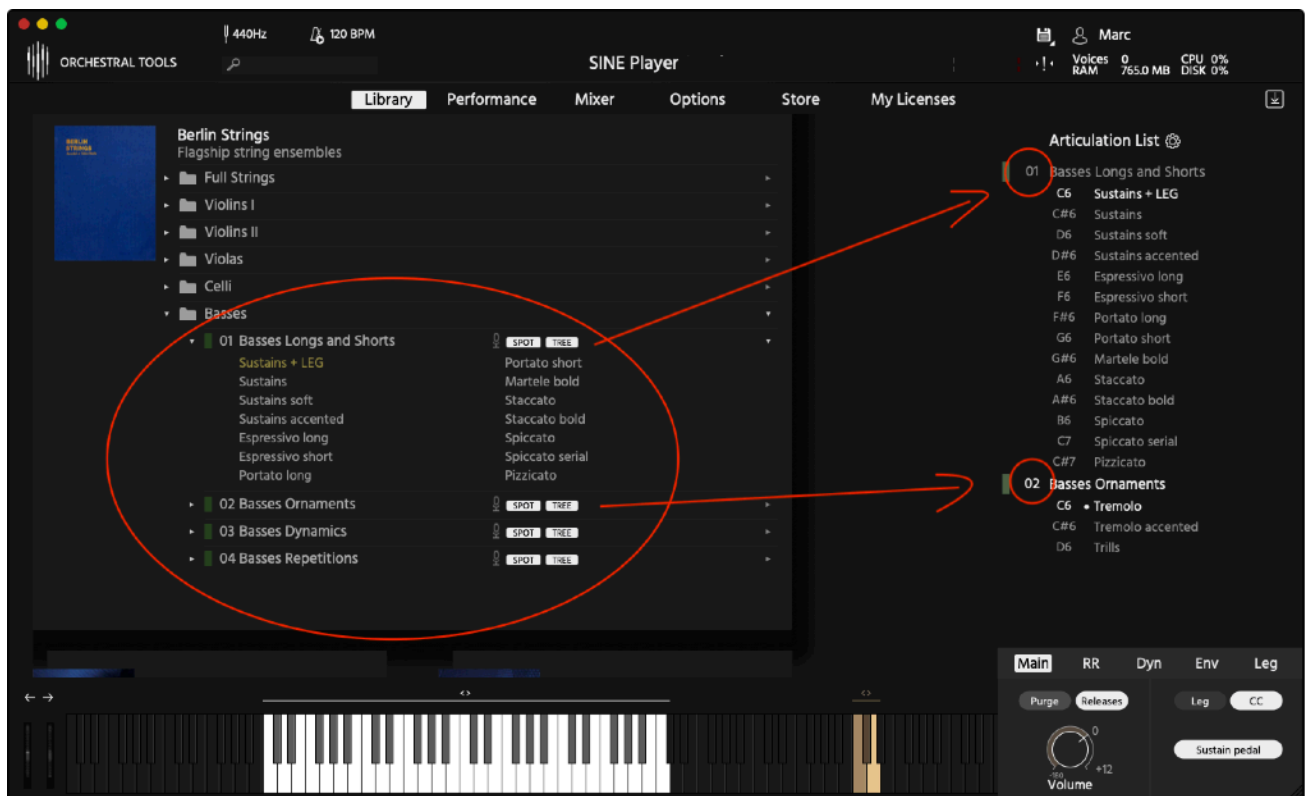 440Hz 120 BPM
Marc
ORCHESTRAL TOOLS
SINE Player
Voices 0 CPU 0%
RAM 765.0 MB DISK 0%
Library Performance Mixer Options Store My Licenses
BERLIN
STRINGS
Berlin Strings
Flagship string ensembles
Full Strings
Violins I
Violins II
Violas
Celli
Basses
01 Basses Longs and Shorts SPOT TREE
Sustains + LEG Portato short
Sustains Martele bold
Sustains soft Staccato
Sustains accented Staccato bold
Espressivo long Spiccato
Espressivo short Spiccato serial
Portato long Pizzicato
02 Basses Ornaments SPOT TREE
03 Basses Dynamics SPOT TREE
04 Basses Repetitions SPOT TREE
Articulation List
01 Basses Longs and Shorts
C6 Sustains + LEG
C#6 Sustains
D6 Sustains soft
D#6 Sustains accented
E6 Espressivo long
F6 Espressivo short
F#6 Portato long
G6 Portato short
G#6 Martele bold
A6 Staccato
A#6 Staccato bold
B6 Spiccato
C7 Spiccato serial
C#7 Pizzicato
02 Basses Ornaments
C6 • Tremolo
C#6 Tremolo accented
D6 Trills
Main RR Dyn Env Leg
Purge Releases Leg CC
0
Sustain pedal
+12
Volume